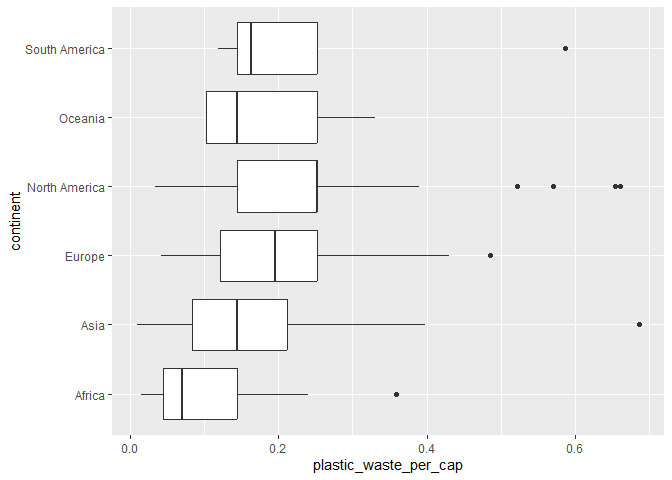 continent
South America
Oceania
North America
Europe
Asia
Africa
0.0 0.2 0.4 0.6
plastic_waste_per_cap